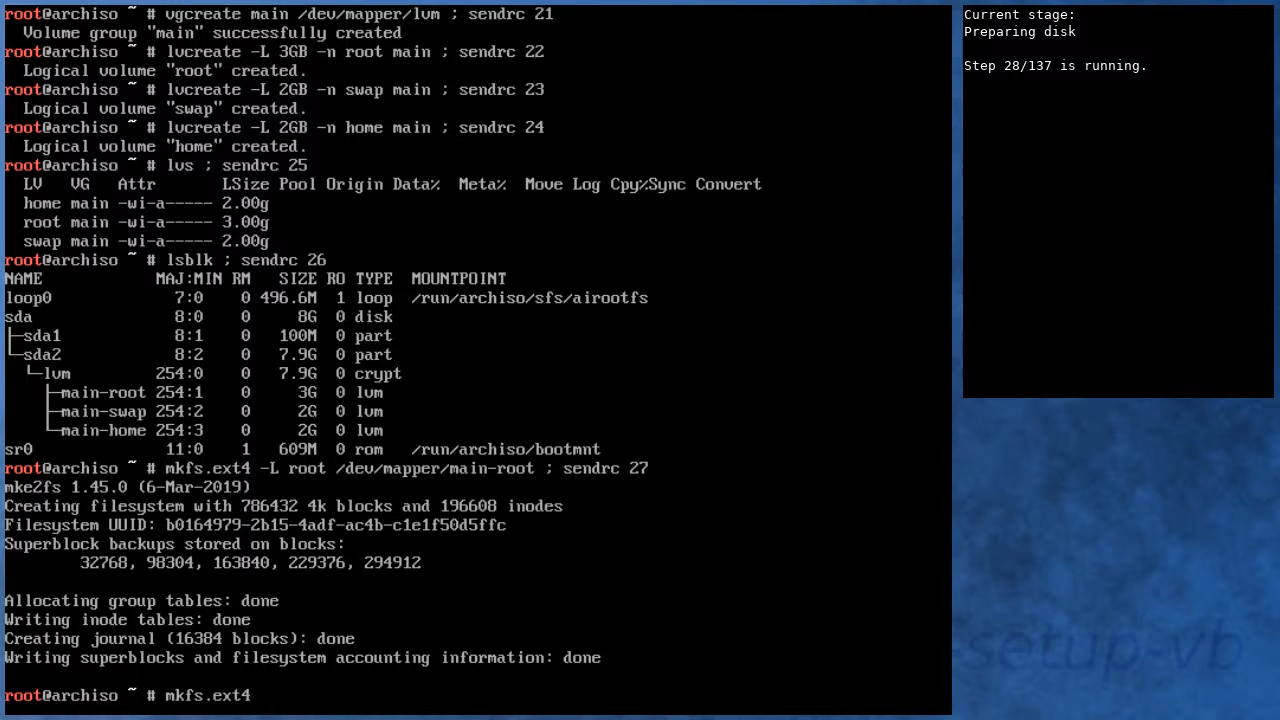 root@archiso ~ # vgcreate main /dev/mapper/lvm ; sendrc 21
  Volume group "main" successfully created
root@archiso ~ # lvcreate -L 3GB -n root main ; sendrc 22
  Logical volume "root" created.
root@archiso ~ # lvcreate -L 2GB -n swap main ; sendrc 23
  Logical volume "swap" created.
root@archiso ~ # lvcreate -L 2GB -n home main ; sendrc 24
  Logical volume "home" created.
root@archiso ~ # lvs ; sendrc 25
  LV   VG   Attr       LSize Pool Origin Data%  Meta%  Move Log Cpy%Sync Convert
  home main -wi-a----- 2.00g
  root main -wi-a----- 3.00g
  swap main -wi-a----- 2.00g
root@archiso ~ # lsblk ; sendrc 26
NAME            MAJ:MIN RM   SIZE RO TYPE  MOUNTPOINT
loop0             7:0    0 496.6M  1 loop  /run/archiso/sfs/airootfs
sda               8:0    0     8G  0 disk
├─sda1            8:1    0   100M  0 part
└─sda2            8:2    0   7.9G  0 part
  └─lvm         254:0    0   7.9G  0 crypt
    ├─main-root 254:1    0     3G  0 lvm
    ├─main-swap 254:2    0     2G  0 lvm
    └─main-home 254:3    0     2G  0 lvm
sr0              11:0    1   609M  0 rom   /run/archiso/bootmnt
root@archiso ~ # mkfs.ext4 -L root /dev/mapper/main-root ; sendrc 27
mke2fs 1.45.0 (6-Mar-2019)
Creating filesystem with 786432 4k blocks and 196608 inodes
Filesystem UUID: b0164979-2b15-4adf-ac4b-c1e1f50d5ffc
Superblock backups stored on blocks:
        32768, 98304, 163840, 229376, 294912

Allocating group tables: done
Writing inode tables: done
Creating journal (16384 blocks): done
Writing superblocks and filesystem accounting information: done

root@archiso ~ # mkfs.ext4
Current stage:
Preparing disk

Step 28/137 is running.
setup-vb